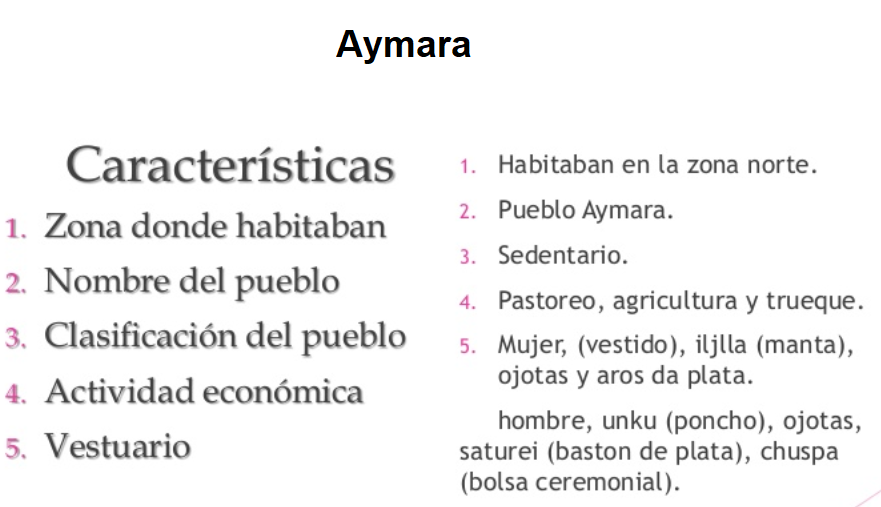 Aymara
Características
1. Zona donde habitaban
2. Nombre del pueblo
3. Clasificación del pueblo
4. Actividad económica
5. Vestuario
1. Habitaban en la zona norte.
2. Pueblo Aymara.
3. Sedentario.
4. Pastoreo, agricultura y trueque.
5. Mujer, (vestido), iljlla (manta),
ojotas y aros da plata.
hombre, unku (poncho), ojotas,
saturei (baston de plata), chuspa
(bolsa ceremonial).